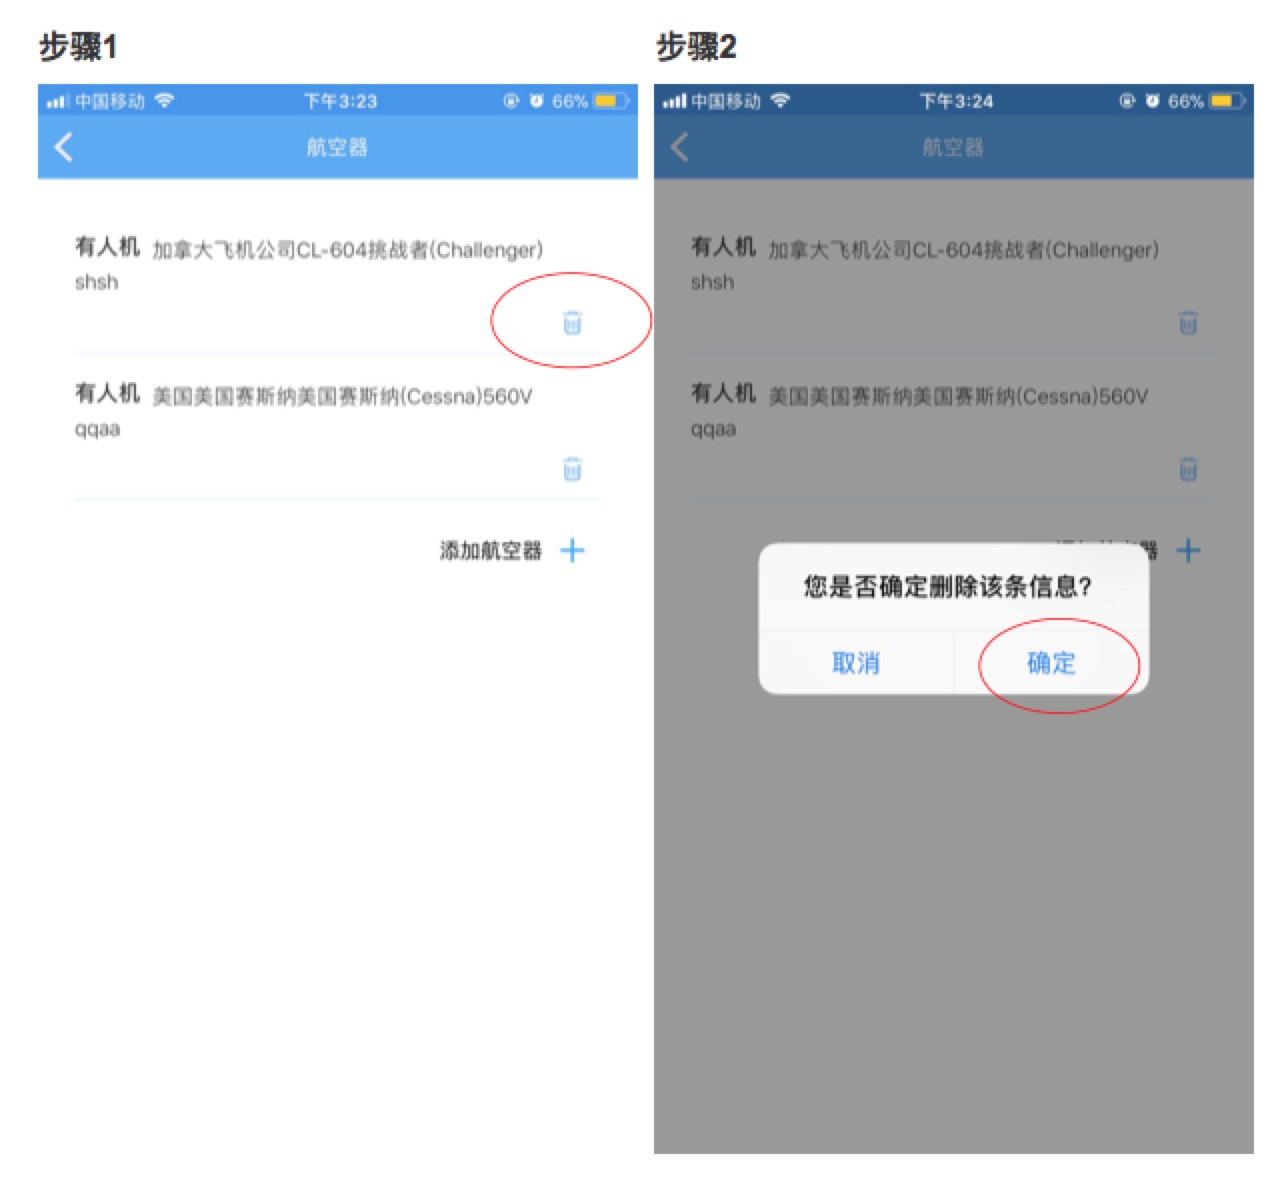 步骤1
中国移动 下午3:23 66%
航空器
有人机 加拿大飞机公司CL-604挑战者(Challenger)
shsh
有人机 美国美国赛斯纳美国赛斯纳(Cessna)560V
qqaa
添加航空器
步骤2
中国移动 下午3:24 66%
航空器
有人机 加拿大飞机公司CL-604挑战者(Challenger)
shsh
有人机 美国美国赛斯纳美国赛斯纳(Cessna)560V
qqaa
器
您是否确定删除该条信息?
取消 确定